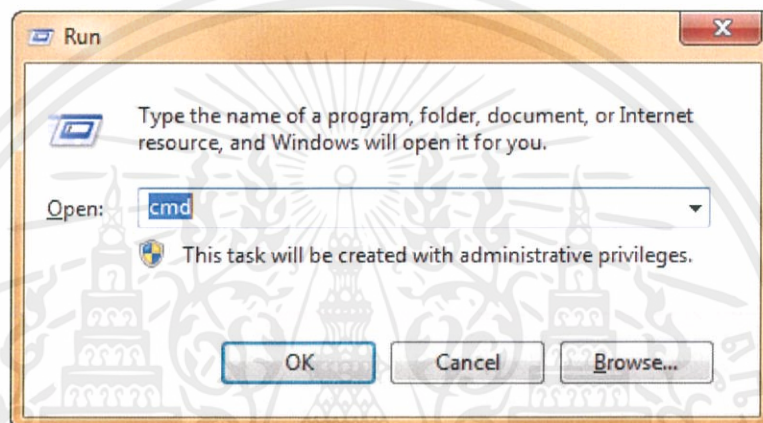 Run
Type the name of a program, folder, document, or Internet
resource, and Windows will open it for you.
Open: cmd
This task will be created with administrative privileges.
OK Cancel Browse...